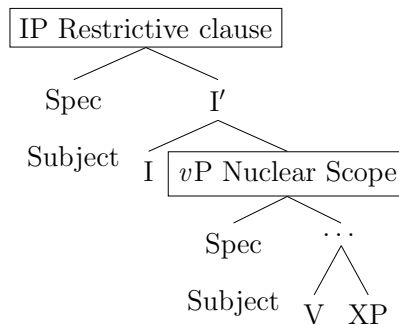 IP Restrictive clause
Spec I′
Subject I vP Nuclear Scope
Spec ...
Subject V XP